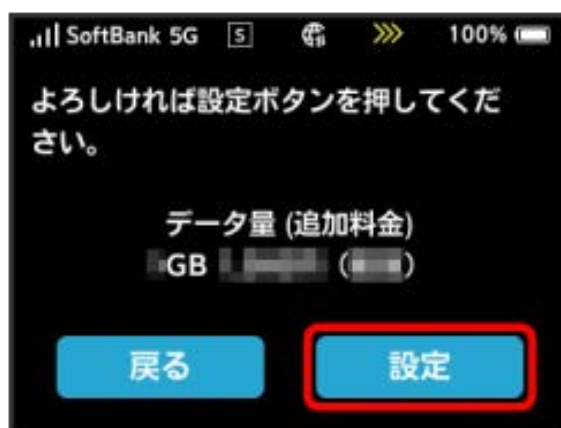 SoftBank 5G S 100%
よろしければ設定ボタンを押してくだ
さい。
データ量 (追加料金)
GB ( )
戻る 設定